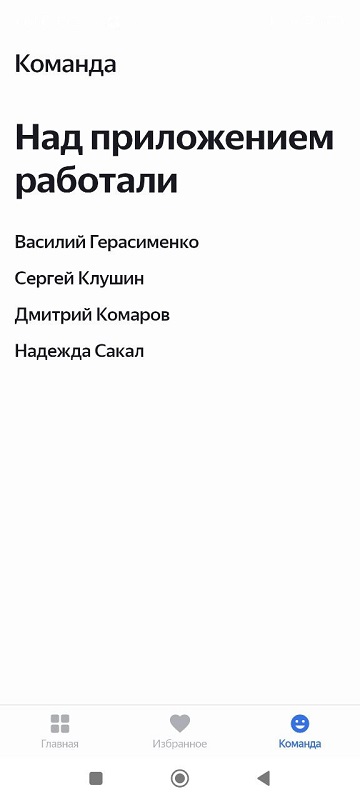 Команда
Над приложением
работали
Василий Герасименко
Сергей Клушин
Дмитрий Комаров
Надежда Сакал
Главная
Избранное
Команда